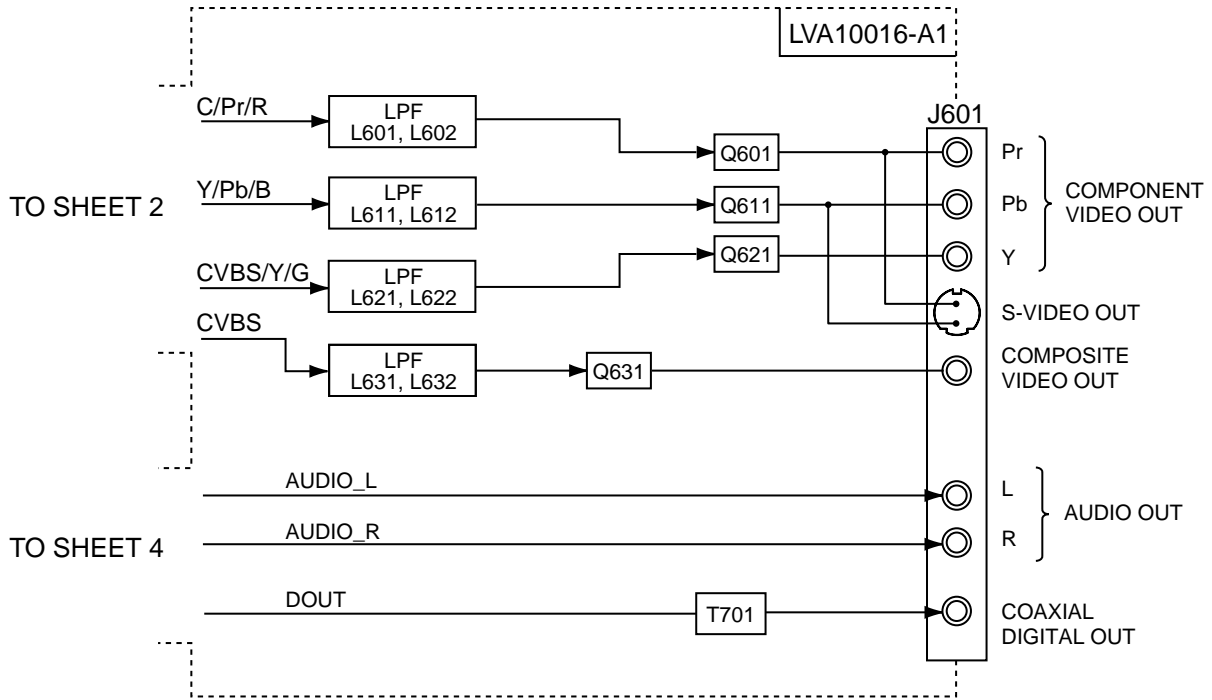 LVA10016-A1
J601
C/Pr/R
LPF
L601, L602
Q601
Pr
TO SHEET 2
Y/Pb/B
LPF
L611, L612
Q611
Pb
COMPONENT
VIDEO OUT
CVBS/Y/G
LPF
L621, L622
Q621
Y
S-VIDEO OUT
CVBS
LPF
L631, L632
Q631
COMPOSITE
VIDEO OUT
TO SHEET 4
AUDIO_L
L
AUDIO_R
R
AUDIO OUT
DOUT
T701
COAXIAL
DIGITAL OUT